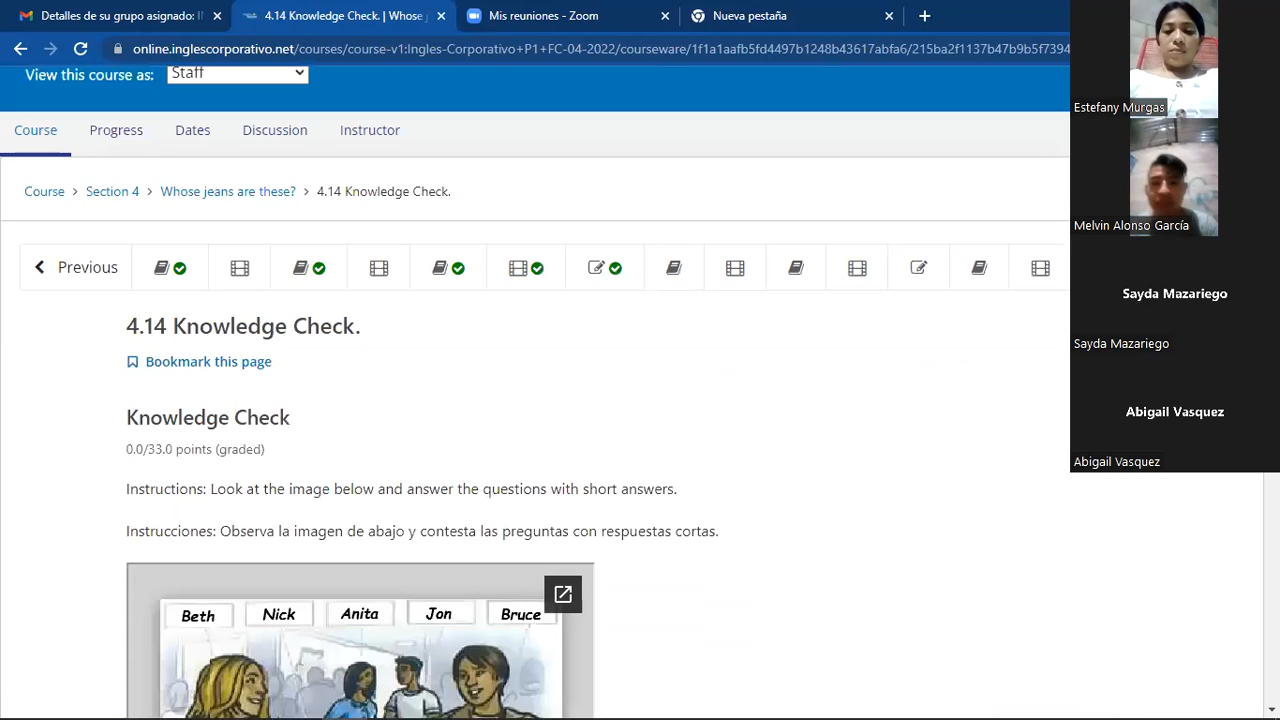 Detalles de su grupo asignado: I
4.14 Knowledge Check. | Whose j
Mis reuniones - Zoom
Nueva pestaña
online.inglescorporativo.net/courses/course-v1:Ingles-Corporativo+P1+FC-04-2022/courseware/1f1a1aafb5fd4497b1248b43617abfa6/215ba2f1137b47b9b5f7394
View this course as: Staff
Course Progress Dates Discussion Instructor
Course > Section 4 > Whose jeans are these? > 4.14 Knowledge Check.
Previous
4.14 Knowledge Check.
Bookmark this page
Knowledge Check
0.0/33.0 points (graded)
Instructions: Look at the image below and answer the questions with short answers.
Instrucciones: Observa la imagen de abajo y contesta las preguntas con respuestas cortas.
Beth Nick Anita Jon Bruce
Estefany Murgas
Melvin Alonso García
Sayda Mazariego
Sayda Mazariego
Abigail Vasquez
Abigail Vasquez